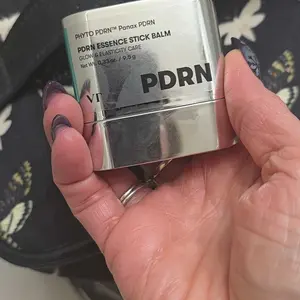 PHYTO PDRN™ Panax PDRN
PDRN ESSENCE STICK BALM
GLOW & ELASTICITY CARE
PDRN